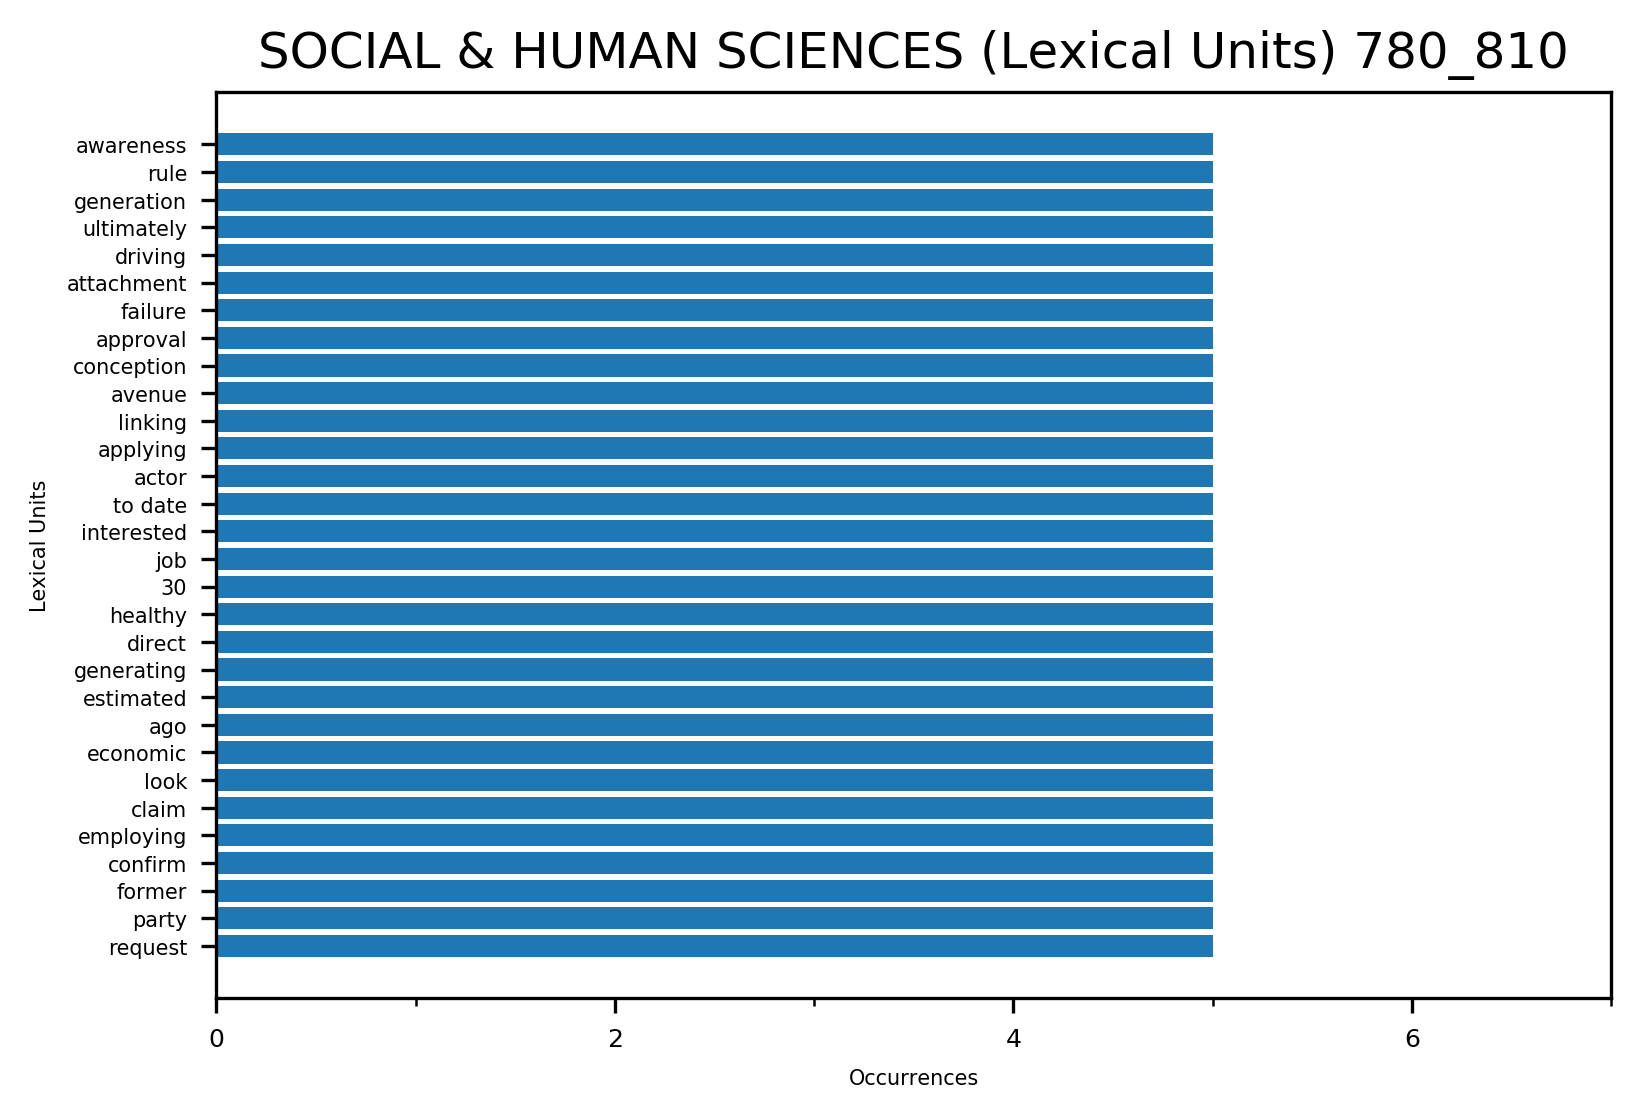 SOCIAL & HUMAN SCIENCES (Lexical Units) 780_810
awareness
rule
generation
ultimately
driving
attachment
failure
approval
conception
avenue
linking
applying
actor
to date
interested
job
30
healthy
direct
generating
estimated
ago
economic
look
claim
employing
confirm
former
party
request
Lexical Units
0 2 4 6
Occurrences